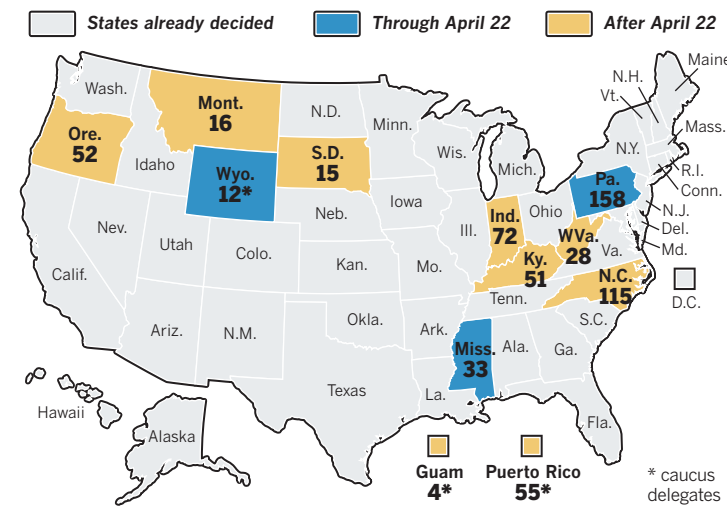 States already decided
Through April 22
After April 22
Maine
N.H.
Vt.
Wash.
Mont.
16
N.D.
Minn.
Mass.
Ore.
52
Idaho
Wyo.
12*
S.D.
15
Wis.
Mich.
N.Y.
R.I.
Conn.
Pa.
158
N.J.
Del.
Md.
Nev.
Utah
Colo.
Neb.
Iowa
Ill.
Ind.
72
Ohio
WVa.
28
Va.
Calif.
Kan.
Mo.
Ky.
51
N.C.
115
D.C.
Tenn.
S.C.
Ariz.
N.M.
Okla.
Ark.
Miss.
33
Ala.
Ga.
Texas
La.
Fla.
Hawaii
Alaska
Guam
4*
Puerto Rico
55*
* caucus
delegates